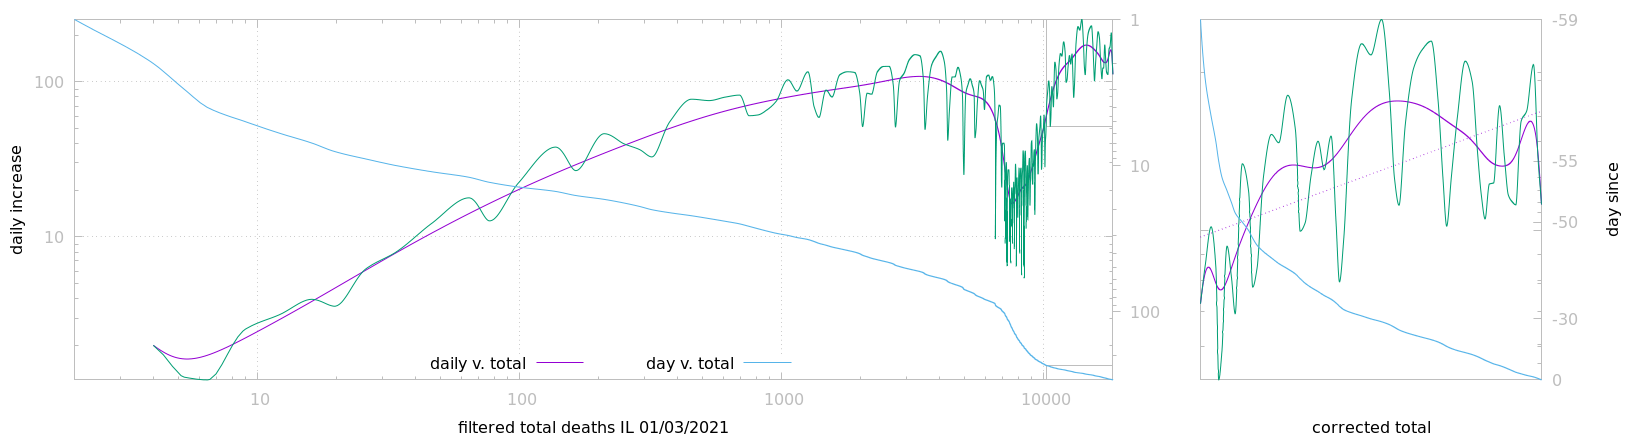 daily increase
100
10
daily v. total
day v. total
10
100
1000
10000
filtered total deaths IL 01/03/2021
1
10
100
-59
-55
-50
-30
0
day since
corrected total